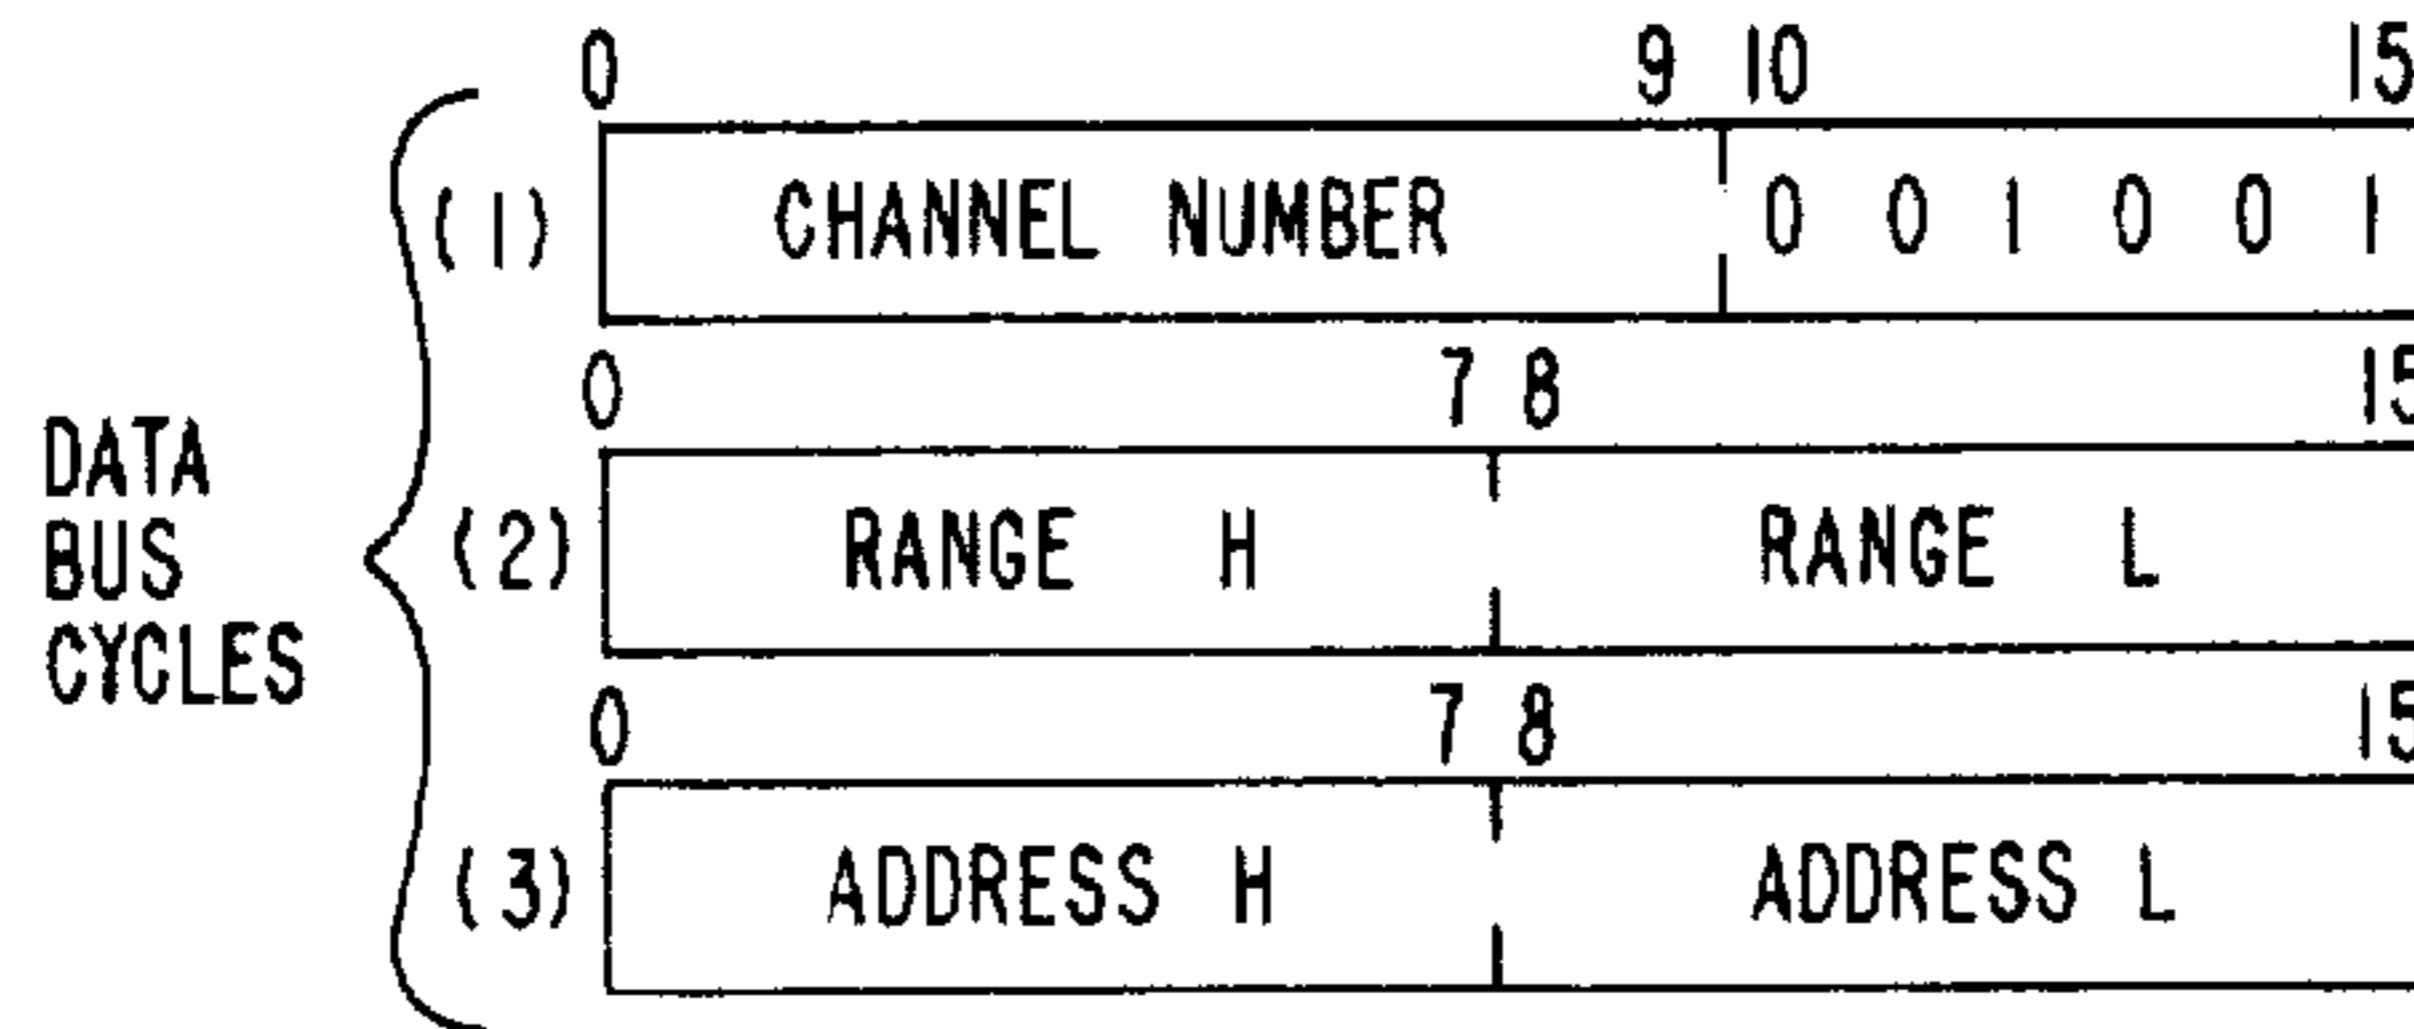 0 9 10 15
(1) CHANNEL NUMBER 0 0 1 0 0 1
0 7 8 15
DATA
BUS
CYCLES
(2) RANGE H RANGE L
0 7 8 15
(3) ADDRESS H ADDRESS L